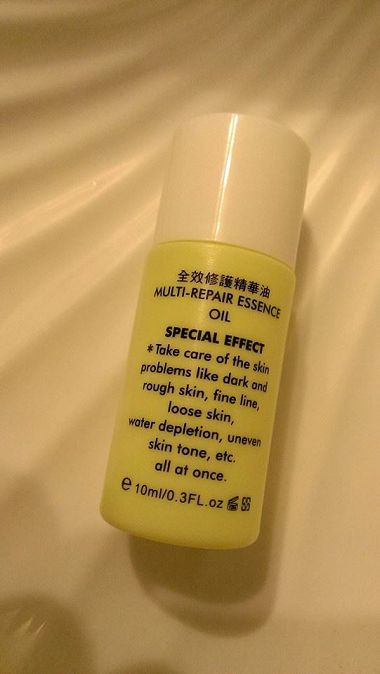 全效修護精華油
MULTI-REPAIR ESSENCE
OIL
SPECIAL EFFECT
*Take care of the skin
problems like dark and
rough skin, fine line,
loose skin,
water depletion, uneven
skin tone, etc.
all at once.
e 10ml/0.3FL.oz